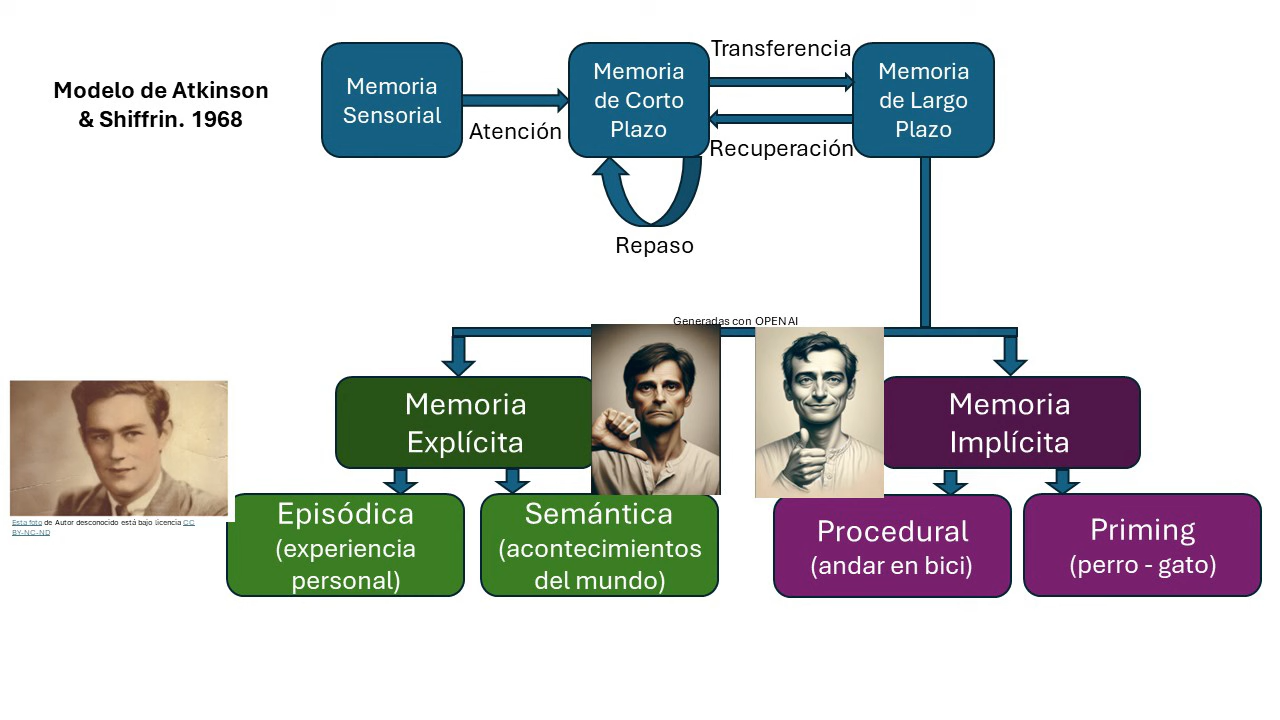 Modelo de Atkinson
& Shiffrin. 1968
Memoria
Sensorial
Atención
Memoria
de Corto
Plazo
Transferencia
Recuperación
Memoria
de Largo
Plazo
Repaso
Generadas con OPENAI
Memoria
Explícita
Memoria
Implícita
Esta foto de Autor desconocido está bajo licencia CC
BY-NC-ND
Episódica
(experiencia
personal)
Semántica
(acontecimientos
del mundo)
Procedural
(andar en bici)
Priming
(perro - gato)